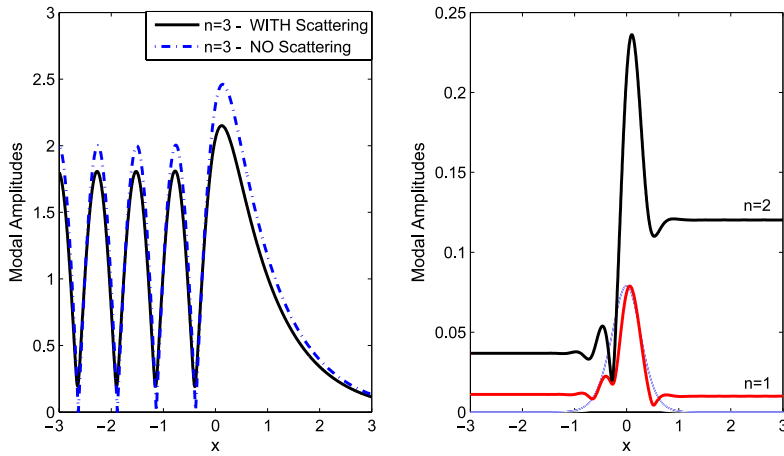 n=3 - WITH Scattering
n=3 - NO Scattering
Modal Amplitudes
3
2.5
2
1.5
1
0.5
0
−3 −2 −1 0 1 2 3
x
Modal Amplitudes
0.25
0.2
0.15
0.1
0.05
0
n=2
n=1
−3 −2 −1 0 1 2 3
x